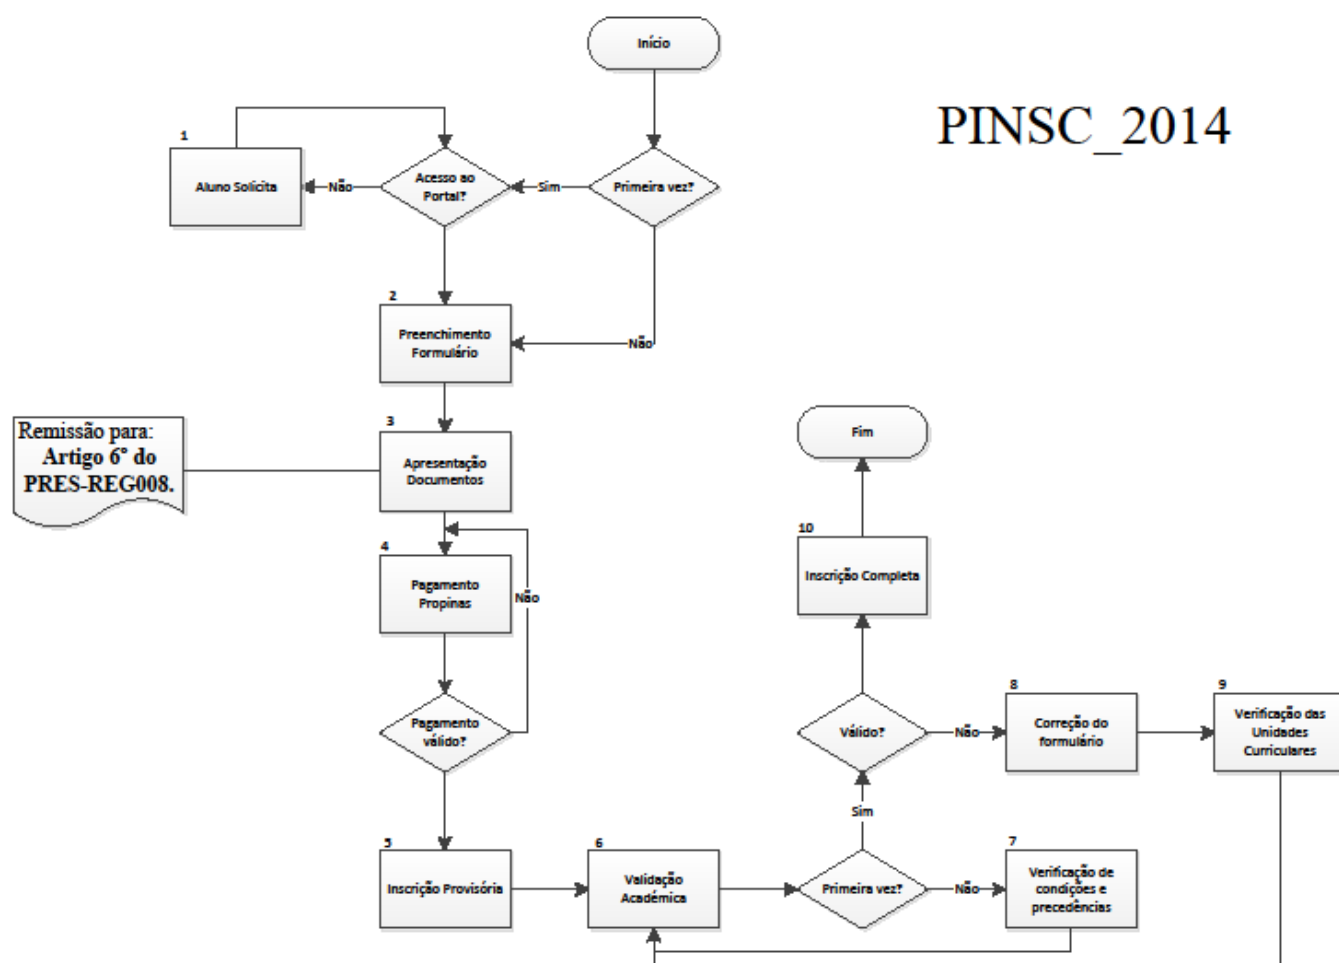 Início
PINSC_2014
1
Aluno Solicita
Não
Acesso ao
Portal?
Sim
Primeira vez?
2
Preenchimento
Formulário
Não
Remissão para:
Artigo 6º do
PRES-REG008.
3
Apresentação
Documentos
Fim
4
Pagamento
Propinas
Não
10
Inscrição Completa
Pagamento
válido?
Válido?
Não
8
Correção do
formulário
9
Verificação das
Unidades
Curriculares
Sim
5
Inscrição Provisória
6
Validação
Académica
Primeira vez?
Não
7
Verificação de
condições e
precedências